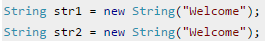 String str1 = new String("Welcome");
String str2 = new String("Welcome");